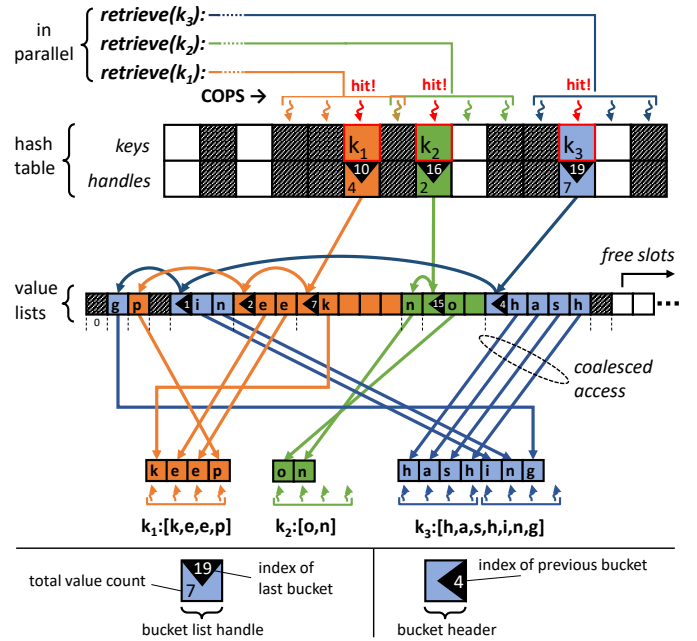 in parallel
retrieve(k3):
retrieve(k2):
retrieve(k1):
COPS →
hit!
hit!
hit!
hash table
keys
handles
k1
k2
k3
10
4
16
2
19
7
value lists
free slots
g p 1 i n 2 e e 7 k n 15 o 4 h a s h
...
0
coalesced access
k e e p
o n
h a s h i n g
k1:[k,e,e,p]
k2:[o,n]
k3:[h,a,s,h,i,n,g]
total value count
19
7
index of last bucket
bucket list handle
4
index of previous bucket
bucket header